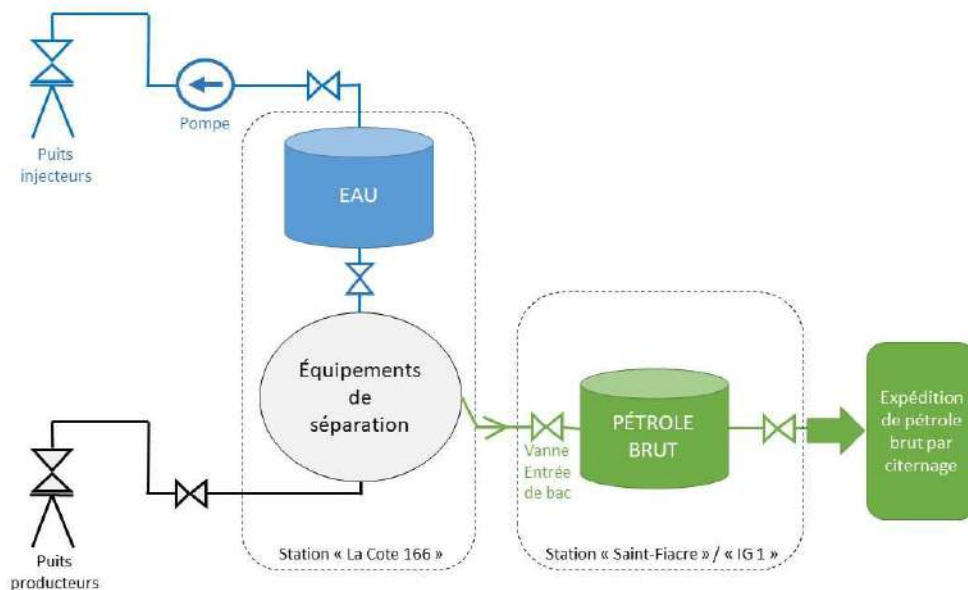 Pompe
Puits
injecteurs
EAU
Équipements
de
séparation
Vanne
Entrée
de bac
PÉTROLE
BRUT
Expédition
de pétrole
brut par
citernage
Puits
producteurs
Station « La Cote 166 »
Station « Saint-Fiacre » / « IG 1 »